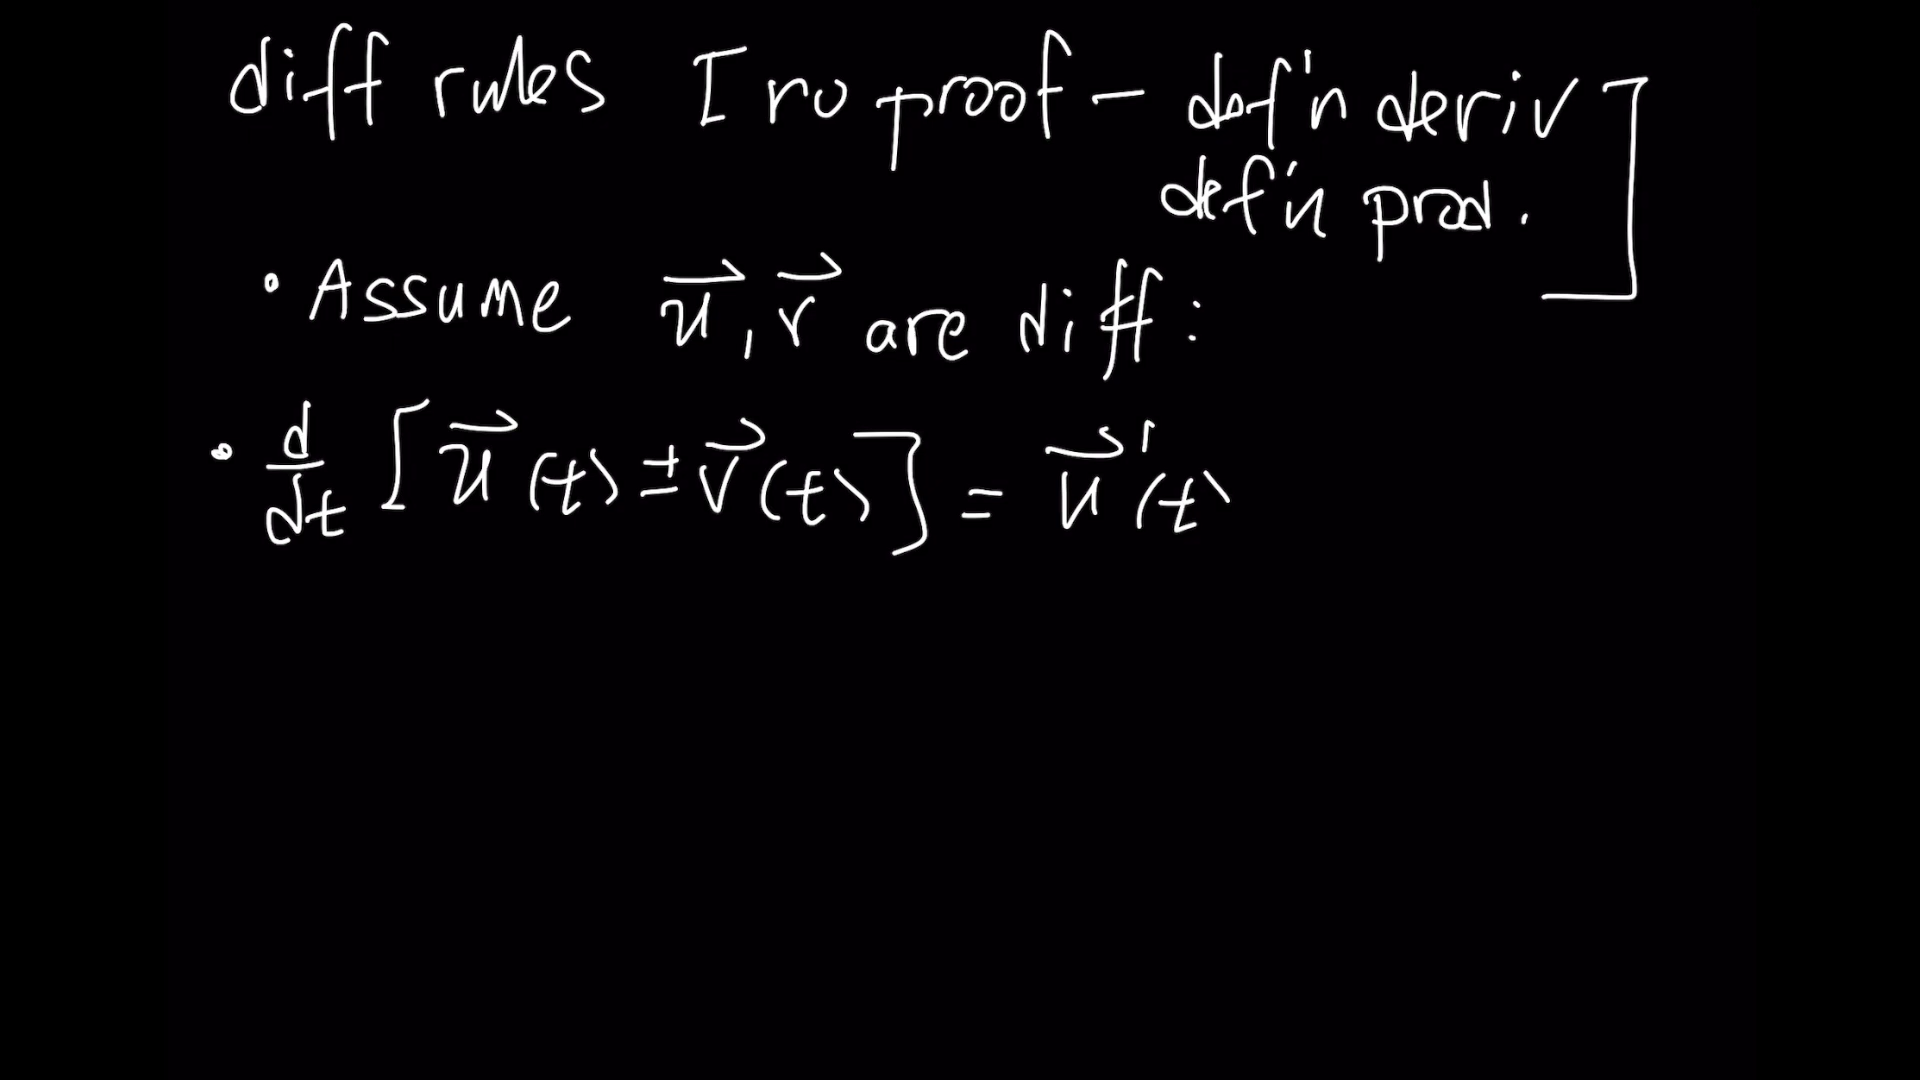 diff rules [no proof – def'n deriv
def'n prod.]
• Assume u⃗, v⃗ are diff:
• d/dt [u⃗(t) ± v⃗(t)] = u⃗'(t)